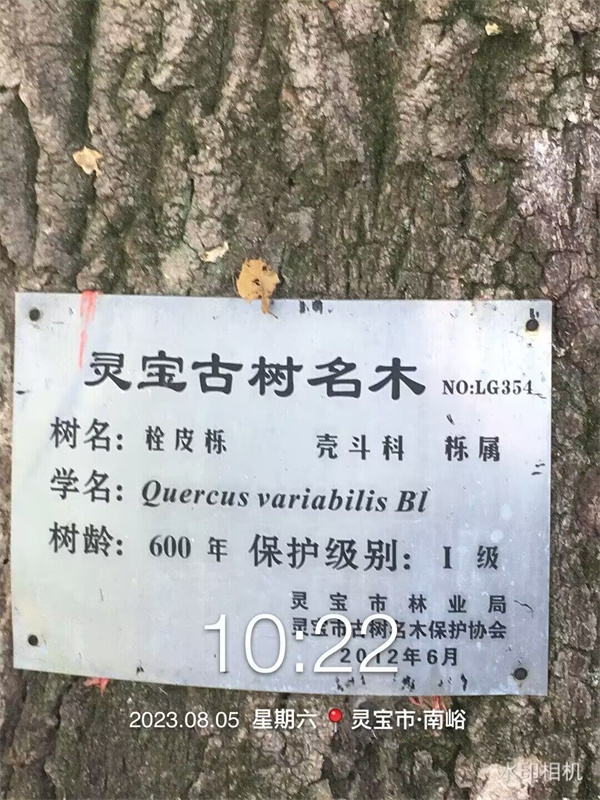 灵宝古树名木 NO:LG354
树名：栓皮栎 壳斗科 栎属
学名：Quercus variabilis Bl
树龄：600 年 保护级别：I 级
灵宝市林业局
灵宝市古树名木保护协会
2012年6月
10:22
2023.08.05 星期六 灵宝市·南峪
水印相机